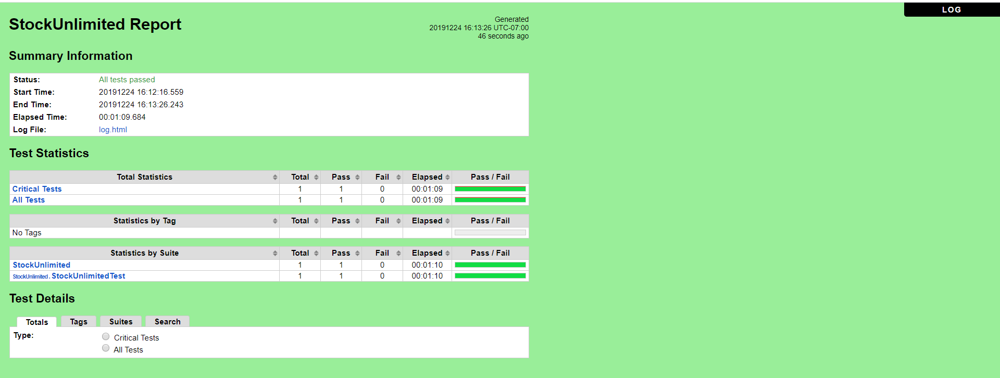 LOG
StockUnlimited Report
Generated
20191224 16:13:26 UTC-07:00
46 seconds ago
Summary Information
Status: All tests passed
Start Time: 20191224 16:12:16.559
End Time: 20191224 16:13:26.243
Elapsed Time: 00:01:09.684
Log File: log.html
Test Statistics
Total Statistics Total Pass Fail Elapsed Pass / Fail
Critical Tests 1 1 0 00:01:09
All Tests 1 1 0 00:01:09
Statistics by Tag Total Pass Fail Elapsed Pass / Fail
No Tags
Statistics by Suite Total Pass Fail Elapsed Pass / Fail
StockUnlimited 1 1 0 00:01:10
StockUnlimited . StockUnlimitedTest 1 1 0 00:01:10
Test Details
Totals Tags Suites Search
Type: Critical Tests
All Tests